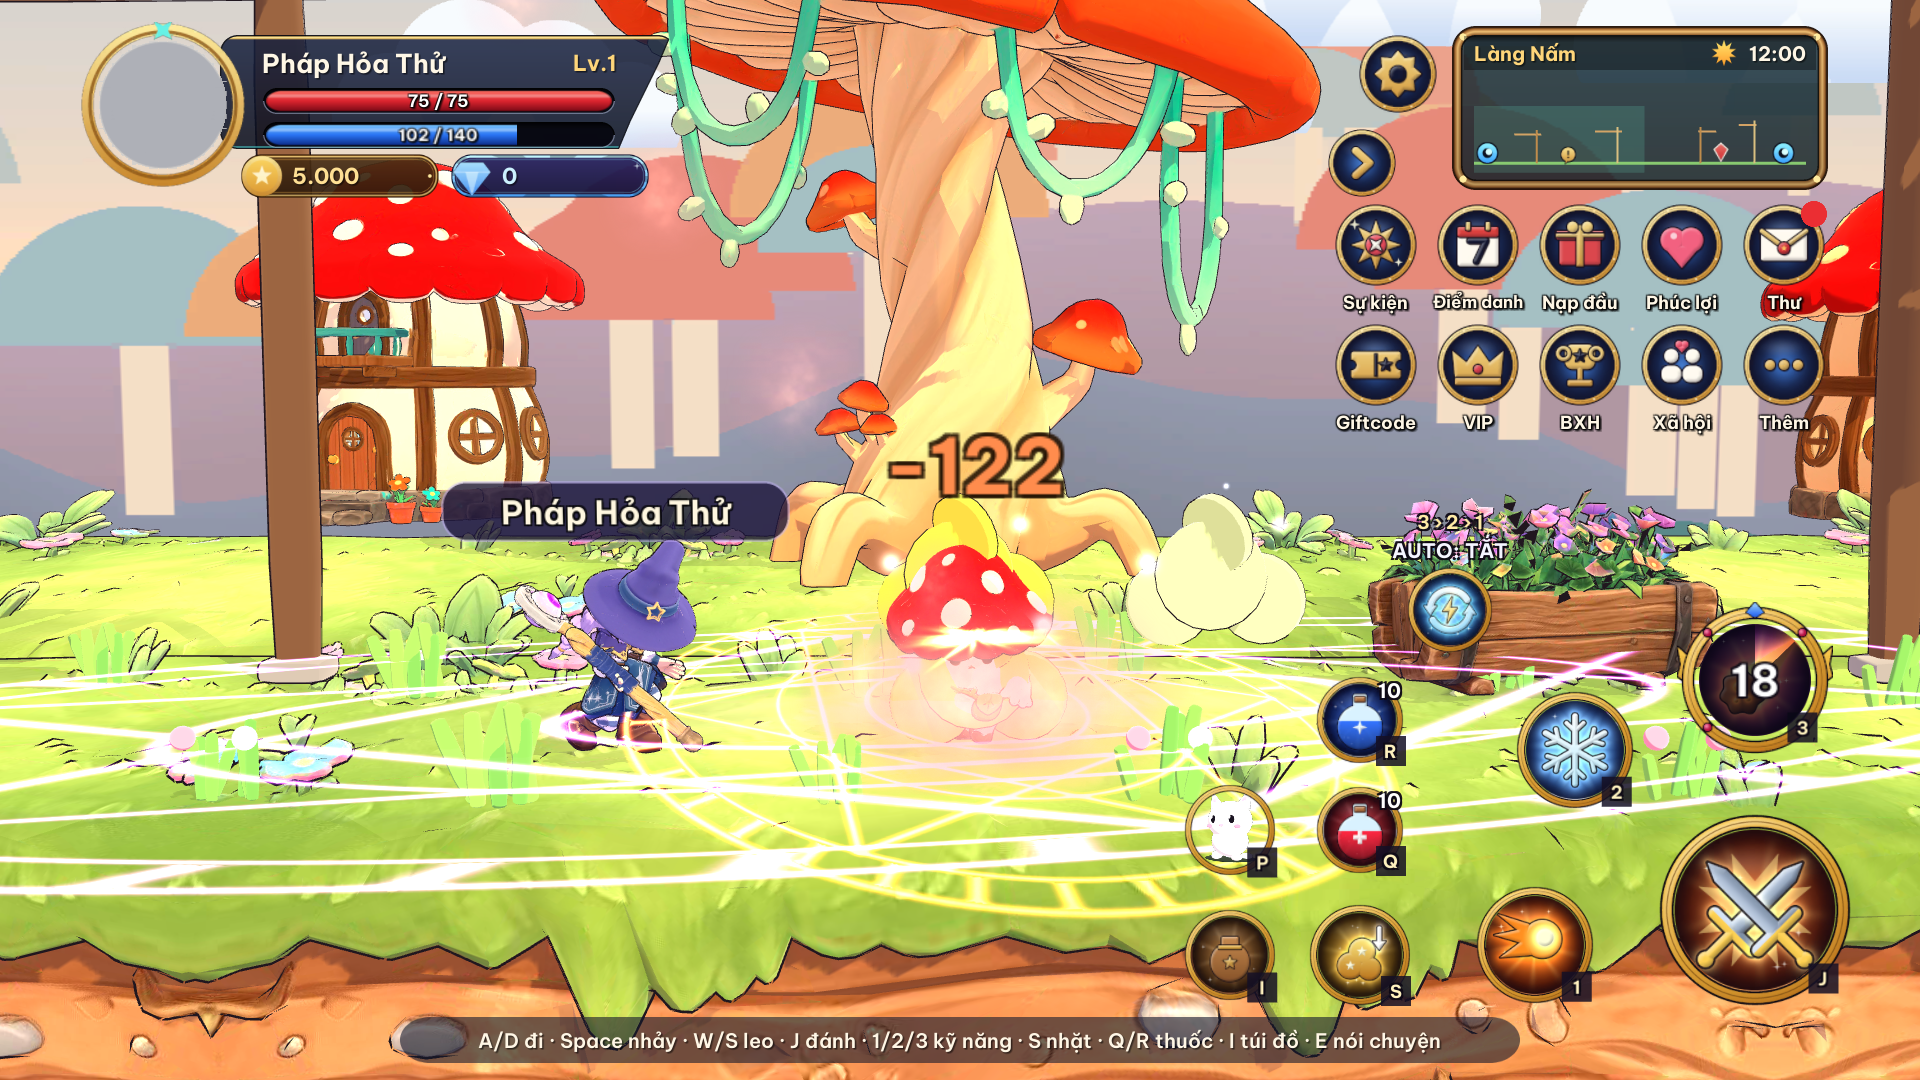 Pháp Hỏa Thử
Lv.1
75 / 75
102 / 140
5.000
0
Làng Nấm
12:00
7
Sự kiện
Điểm danh
Nạp đầu
Phúc lợi
Thư
Giftcode
VIP
BXH
Xã hội
Thêm
-122
Pháp Hỏa Thử
3›2›1
AUTO: TẮT
18
3
10
R
2
10
Q
P
I
S
1
J
A/D đi · Space nhảy · W/S leo · J đánh · 1/2/3 kỹ năng · S nhặt · Q/R thuốc · I túi đồ · E nói chuyện